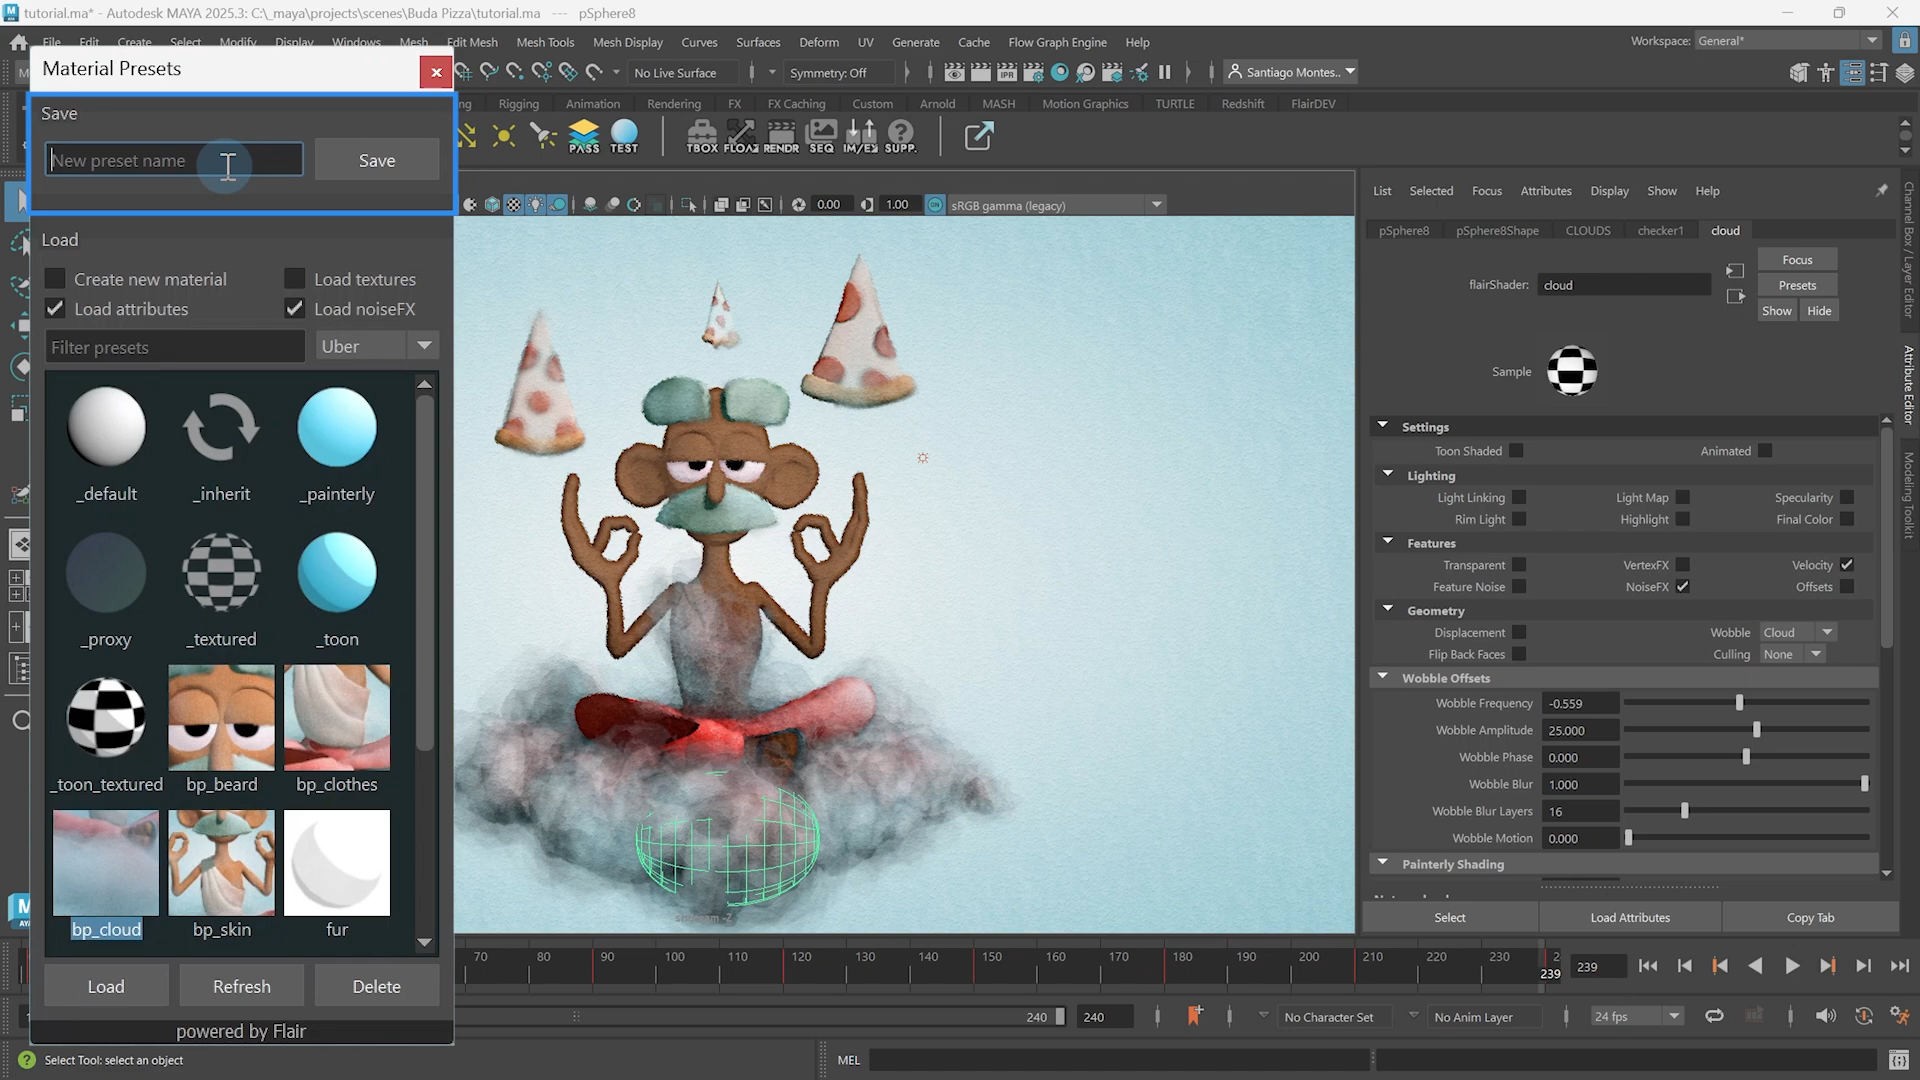 tutorial.ma* - Autodesk MAYA 2025.3: C:\_maya\projects\scenes\Buda Pizza\tutorial.ma --- pSphere8
File Edit Create Select Modify Display Windows Mesh Edit Mesh Mesh Tools Mesh Display Curves Surfaces Deform UV Generate Cache Flow Graph Engine Help
Workspace: General*
Material Presets
No Live Surface
Symmetry: Off
IPR
Santiago Montes..
Rigging Animation Rendering FX FX Caching Custom Arnold MASH Motion Graphics TURTLE Redshift FlairDEV
PASS TEST TBOX FLOAT RENDR SEQ IM/EX SUPP.
Save
New preset name
Save
0.00
1.00
ON
sRGB gamma (legacy)
Load
Create new material
Load textures
Load attributes
Load noiseFX
Filter presets
Uber
_default
_inherit
_painterly
_proxy
_textured
_toon
_toon_textured
bp_beard
bp_clothes
bp_cloud
bp_skin
fur
Load
Refresh
Delete
powered by Flair
List Selected Focus Attributes Display Show Help
pSphere8 pSphere8Shape CLOUDS checker1 cloud
flairShader: cloud
Focus
Presets
Show Hide
Sample
Settings
Toon Shaded Animated
Lighting
Light Linking Light Map Specularity
Rim Light Highlight Final Color
Features
Transparent VertexFX Velocity
Feature Noise NoiseFX Offsets
Geometry
Displacement Wobble Cloud
Flip Back Faces Culling None
Wobble Offsets
Wobble Frequency -0.559
Wobble Amplitude 25.000
Wobble Phase 0.000
Wobble Blur 1.000
Wobble Blur Layers 16
Wobble Motion 0.000
Painterly Shading
Select
Load Attributes
Copy Tab
Channel Box / Layer Editor
Attribute Editor
Modeling Toolkit
70 80 90 100 110 120 130 140 150 160 170 180 190 200 210 220 230
239
239
240
240
No Character Set
No Anim Layer
24 fps
Select Tool: select an object
MEL